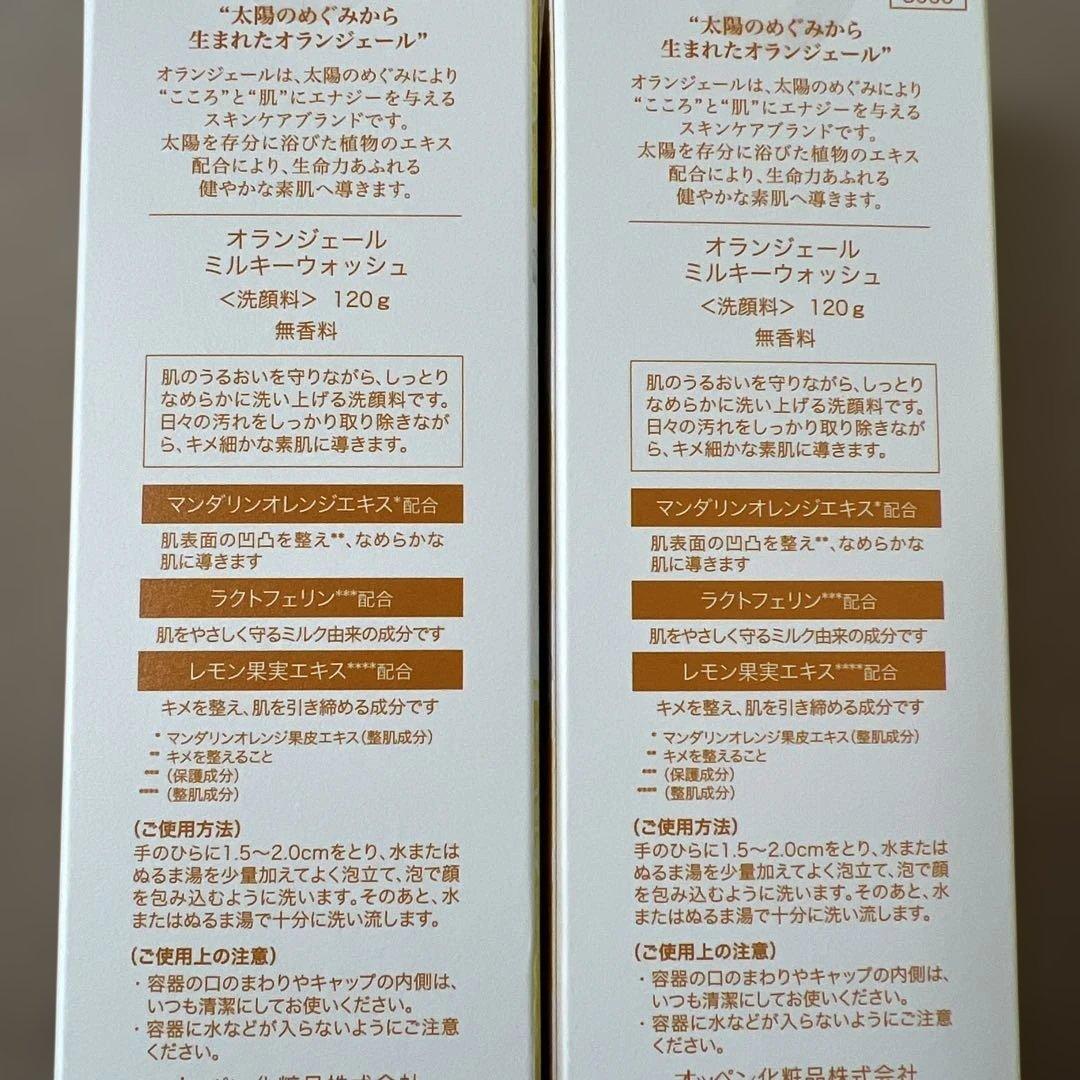 “太陽のめぐみから
生まれたオランジェール”
オランジェールは、太陽のめぐみにより
“こころ”と“肌”にエナジーを与える
スキンケアブランドです。
太陽を存分に浴びた植物のエキス
配合により、生命力あふれる
健やかな素肌へ導きます。
オランジェール
ミルキーウォッシュ
＜洗顔料＞ 120g
無香料
肌のうるおいを守りながら、しっとり
なめらかに洗い上げる洗顔料です。
日々の汚れをしっかり取り除きなが
ら、キメ細かな素肌に導きます。
マンダリンオレンジエキス*配合
肌表面の凹凸を整え**、なめらかな
肌に導きます
ラクトフェリン***配合
肌をやさしく守るミルク由来の成分です
レモン果実エキス****配合
キメを整え、肌を引き締める成分です
* マンダリンオレンジ果皮エキス（整肌成分）
** キメを整えること
***（保護成分）
****（整肌成分）
（ご使用方法）
手のひらに1.5〜2.0cmをとり、水または
ぬるま湯を少量加えてよく泡立て、泡で顔
を包み込むように洗います。そのあと、水
またはぬるま湯で十分に洗い流します。
（ご使用上の注意）
・容器の口のまわりやキャップの内側は、
いつも清潔にしてお使いください。
・容器に水などが入らないようにご注意
ください。
オッペン化粧品株式会社
“太陽のめぐみから
生まれたオランジェール”
オランジェールは、太陽のめぐみにより
“こころ”と“肌”にエナジーを与える
スキンケアブランドです。
太陽を存分に浴びた植物のエキス
配合により、生命力あふれる
健やかな素肌へ導きます。
オランジェール
ミルキーウォッシュ
＜洗顔料＞ 120g
無香料
肌のうるおいを守りながら、しっとり
なめらかに洗い上げる洗顔料です。
日々の汚れをしっかり取り除きなが
ら、キメ細かな素肌に導きます。
マンダリンオレンジエキス*配合
肌表面の凹凸を整え**、なめらかな
肌に導きます
ラクトフェリン***配合
肌をやさしく守るミルク由来の成分です
レモン果実エキス****配合
キメを整え、肌を引き締める成分です
* マンダリンオレンジ果皮エキス（整肌成分）
** キメを整えること
***（保護成分）
****（整肌成分）
（ご使用方法）
手のひらに1.5〜2.0cmをとり、水または
ぬるま湯を少量加えてよく泡立て、泡で顔
を包み込むように洗います。そのあと、水
またはぬるま湯で十分に洗い流します。
（ご使用上の注意）
・容器の口のまわりやキャップの内側は、
いつも清潔にしてお使いください。
・容器に水などが入らないようにご注意
ください。
オッペン化粧品株式会社